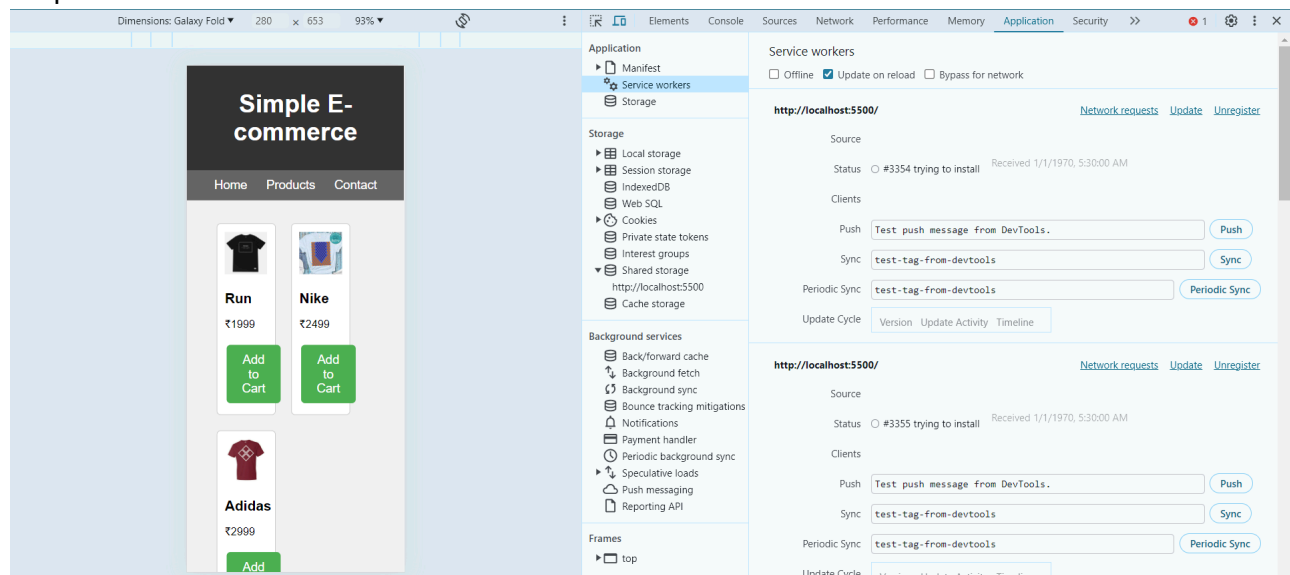 Dimensions: Galaxy Fold ▼ 280 × 653 93% ▼
Elements Console Sources Network Performance Memory Application Security 1
Simple E-
commerce
Home Products Contact
Run
₹1999
Add
to
Cart
Nike
₹2499
Add
to
Cart
Adidas
₹2999
Add
Application
Manifest
Service workers
Storage
Storage
Local storage
Session storage
IndexedDB
Web SQL
Cookies
Private state tokens
Interest groups
Shared storage
http://localhost:5500
Cache storage
Background services
Back/forward cache
Background fetch
Background sync
Bounce tracking mitigations
Notifications
Payment handler
Periodic background sync
Speculative loads
Push messaging
Reporting API
Frames
top
Service workers
Offline Update on reload Bypass for network
http://localhost:5500/ Network requests Update Unregister
Source
Status #3354 trying to install Received 1/1/1970, 5:30:00 AM
Clients
Push Test push message from DevTools. Push
Sync test-tag-from-devtools Sync
Periodic Sync test-tag-from-devtools Periodic Sync
Update Cycle Version Update Activity Timeline
http://localhost:5500/ Network requests Update Unregister
Source
Status #3355 trying to install Received 1/1/1970, 5:30:00 AM
Clients
Push Test push message from DevTools. Push
Sync test-tag-from-devtools Sync
Periodic Sync test-tag-from-devtools Periodic Sync
Update Cycle Version Update Activity Timeline